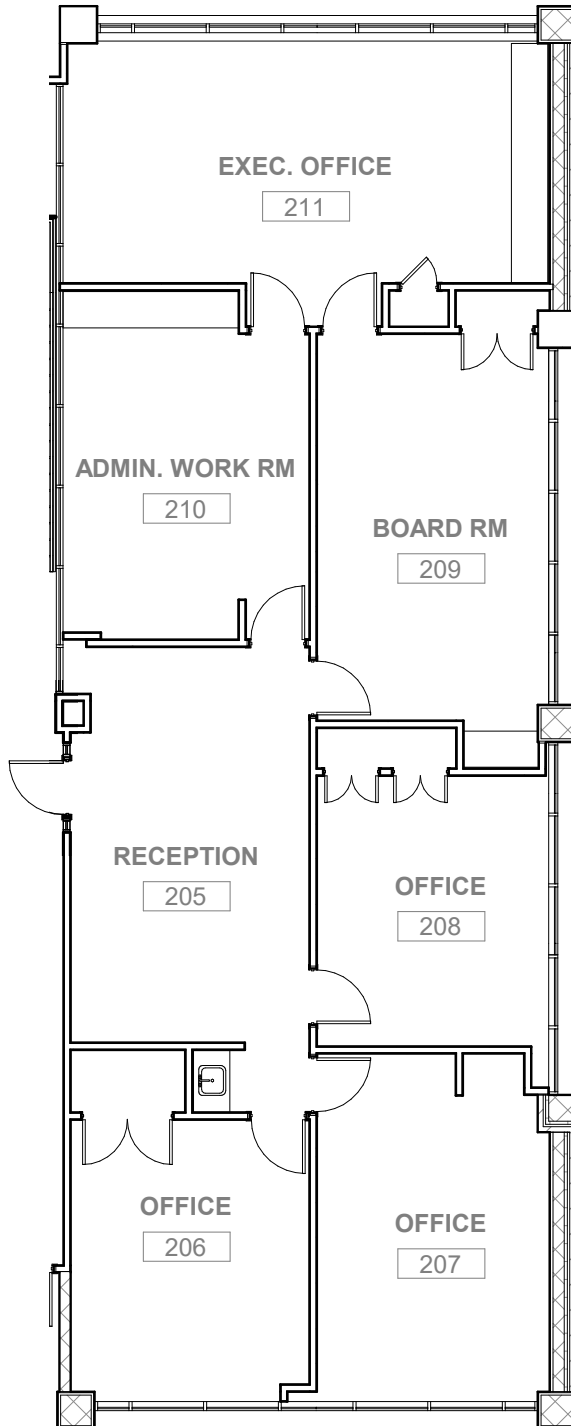 EXEC. OFFICE
211
ADMIN. WORK RM
210
BOARD RM
209
RECEPTION
205
OFFICE
208
OFFICE
206
OFFICE
207